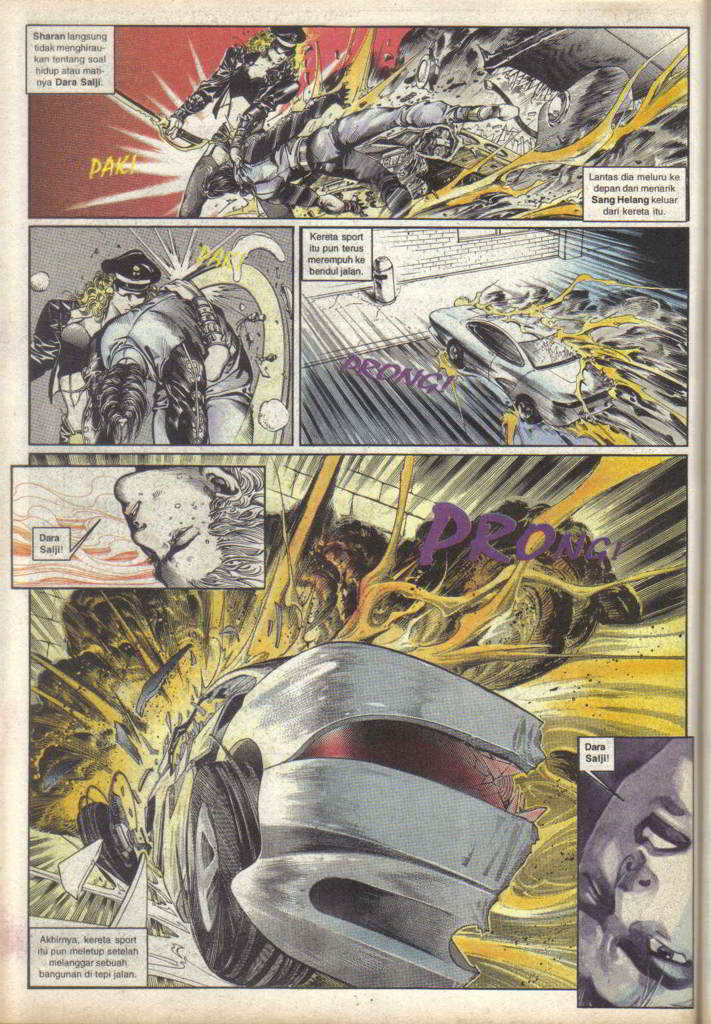 Sharan langsung
tidak menghirau-
kan tentang soal
hidup atau mati-
nya Dara Salji.
PAK!
Lantas dia meluru ke
depan dan menarik
Sang Helang keluar
dari kereta itu.
PAK!
Kereta sport
itu pun terus
merempuh ke
bendul jalan.
PRONG!
Dara
Salji!
PRONG!
Dara
Salji!
Akhirnya, kereta sport
itu pun meletup setelah
melanggar sebuah
bangunan di tepi jalan.